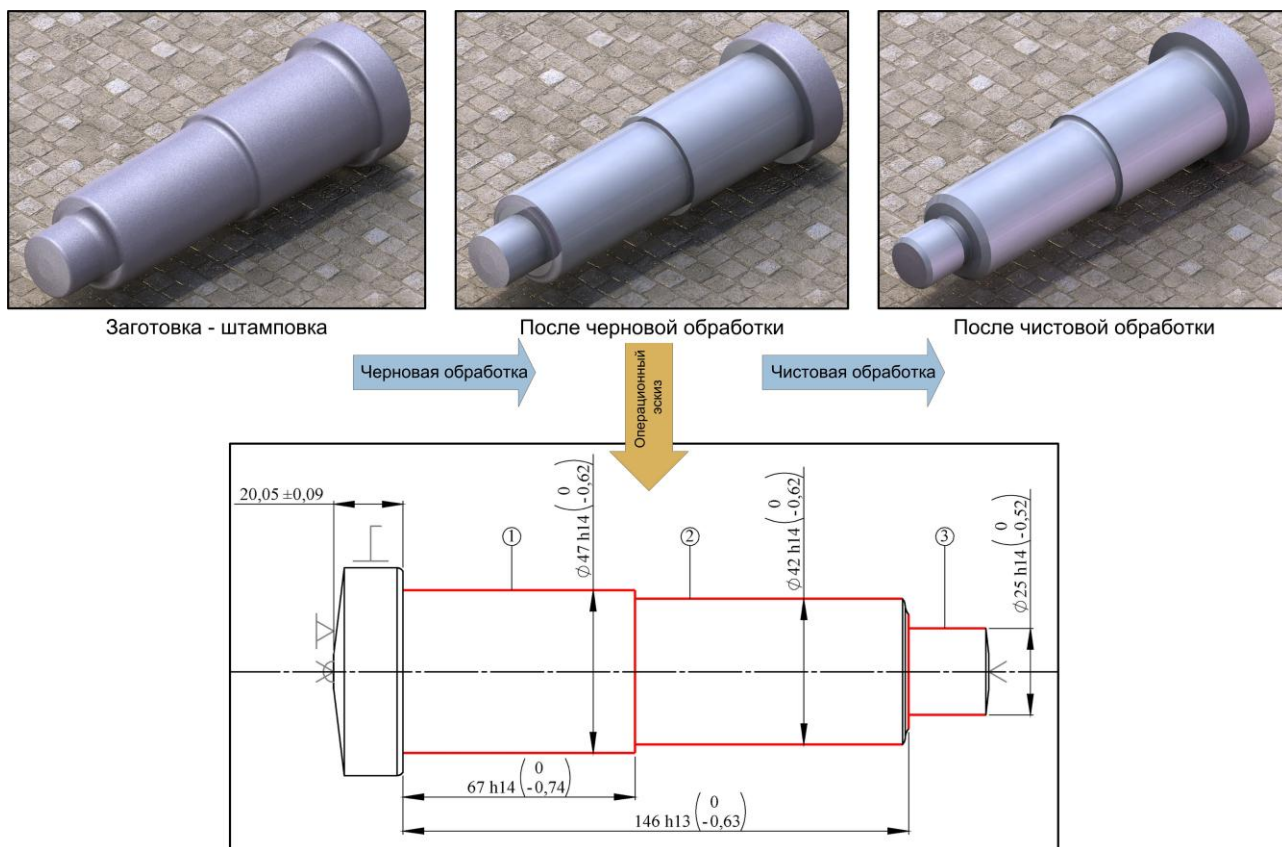 Заготовка - штамповка
После черновой обработки
После чистовой обработки
Черновая обработка
Операционный
эскиз
Чистовая обработка
20,05 ±0,09
1
∅47 h14 (0 -0,62)
2
∅42 h14 (0 -0,62)
3
∅25 h14 (0 -0,52)
67 h14 (0 -0,74)
146 h13 (0 -0,63)